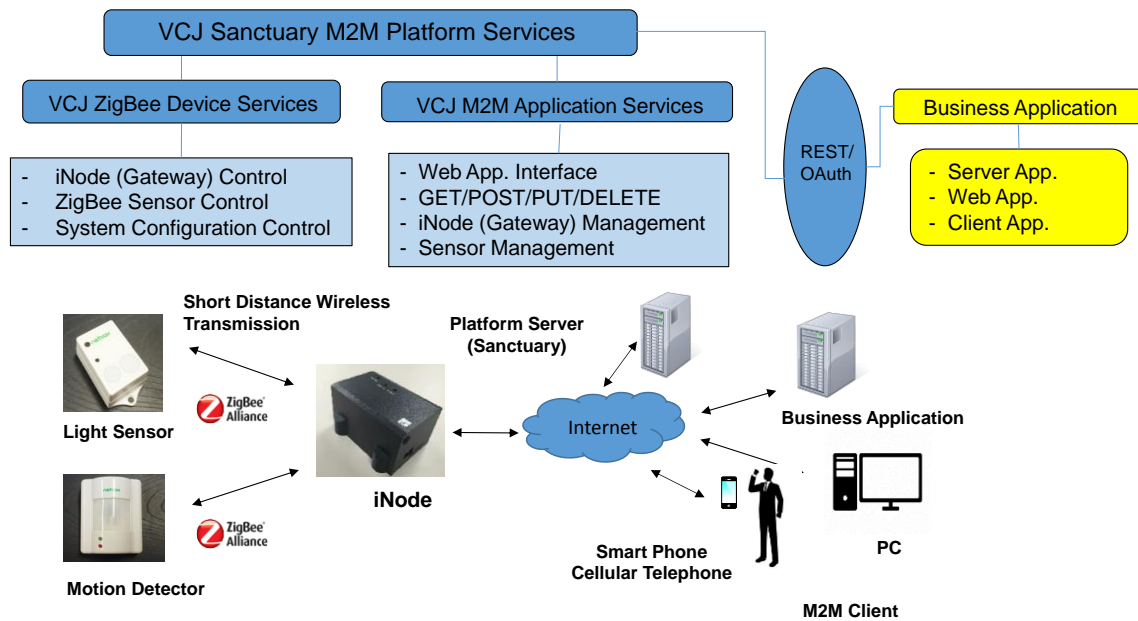 VCJ Sanctuary M2M Platform Services
VCJ ZigBee Device Services
VCJ M2M Application Services
Business Application
REST/
OAuth
- iNode (Gateway) Control
- ZigBee Sensor Control
- System Configuration Control
- Web App. Interface
- GET/POST/PUT/DELETE
- iNode (Gateway) Management
- Sensor Management
- Server App.
- Web App.
- Client App.
Short Distance Wireless
Transmission
Platform Server
(Sanctuary)
ZigBee®
Alliance
Light Sensor
Internet
Business Application
iNode
ZigBee®
Alliance
Motion Detector
Smart Phone
Cellular Telephone
PC
M2M Client